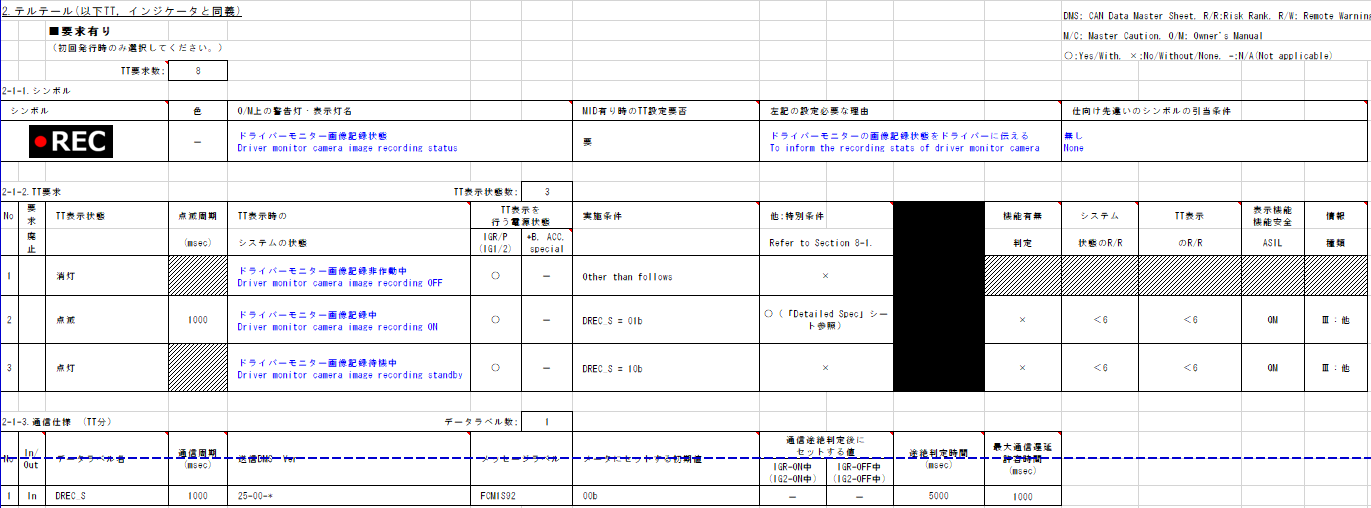 2.テルテール(以下TT, インジケータと同義)
DMS: CAN Data Master Sheet, R/R:Risk Rank, R/W: Remote Warning
■要求有り
M/C: Master Caution, O/M: Owner's Manual
(初回発行時のみ選択してください。)
○:Yes/With, ×:No/Without/None, -:N/A(Not applicable)
TT要求数: 8
2-1-1.シンボル
シンボル 色 O/M上の警告灯・表示灯名 MID有り時のTT設定要否 左記の設定必要な理由 仕向け先違いのシンボルの引当条件
●REC － ドライバーモニター画像記録状態 要 ドライバーモニターの画像記録状態をドライバーに伝える 無し
Driver monitor camera image recording status To inform the recording stats of driver monitor camera None
2-1-2.TT要求 TT表示状態数: 3
No 要求 TT表示状態 点滅周期 TT表示時の TT表示を行う電源状態 実施条件 他:特別条件 機能有無 システム TT表示 表示機能機能安全 情報
廃止 (msec) システムの状態 IGR/P (IG1/2) +B, ACC, special Refer to Section 8-1. 判定 状態のR/R のR/R ASIL 種類
1 消灯 ドライバーモニター画像記録非作動中 ○ － Other than follows ×
Driver monitor camera image recording OFF
2 点滅 1000 ドライバーモニター画像記録中 ○ － DREC_S = 01b ○(「Detailed Spec」シート参照) × <6 <6 QM Ⅲ:他
Driver monitor camera image recording ON
3 点灯 ドライバーモニター画像記録待機中 ○ － DREC_S = 10b × × <6 <6 QM Ⅲ:他
Driver monitor camera image recording standby
2-1-3.通信仕様 (TT分) データラベル数: 1
No In/Out データラベル名 通信周期 (msec) 送信DMS Ver メッセージラベル メータにセットする初期値 通信途絶判定後にセットする値 途絶判定時間 (msec) 最大通信遅延許容時間 (msec)
IGR-ON中 (IG2-ON中) IGR-OFF中 (IG2-OFF中)
1 In DREC_S 1000 25-00-* FCM1S92 00b － － 5000 1000